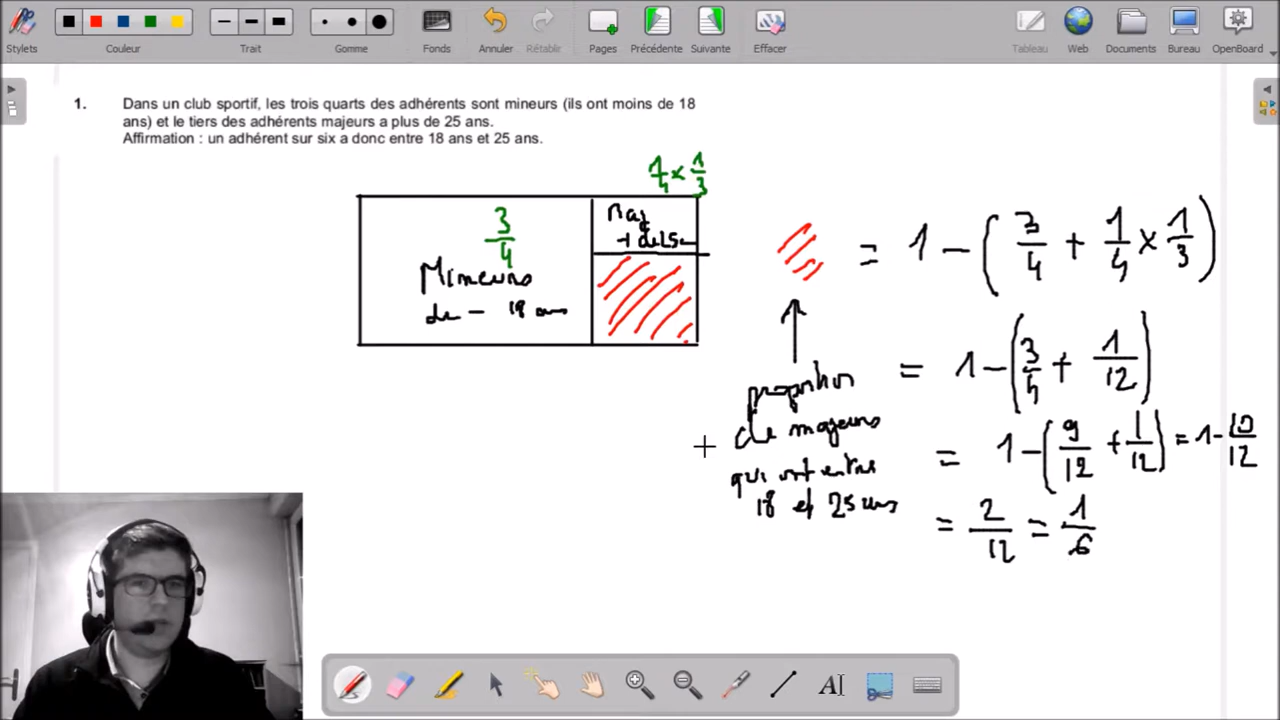 Stylets
Couleur
Trait
Gomme
Fonds
Annuler
Rétablir
Pages
Précédente
Suivante
Effacer
Tableau
Web
Documents
Bureau
OpenBoard
1. Dans un club sportif, les trois quarts des adhérents sont mineurs (ils ont moins de 18
ans) et le tiers des adhérents majeurs a plus de 25 ans.
Affirmation : un adhérent sur six a donc entre 18 ans et 25 ans.
1/4 × 1/3
3/4
Mineurs
de - 18 ans
Maj
+ de 25
= 1 - (3/4 + 1/4 × 1/3)
= 1 - (3/4 + 1/12)
= 1 - (9/12 + 1/12) = 1 - 10/12
= 2/12 = 1/6
proportion
de majeurs
qui ont entre
18 et 25 ans